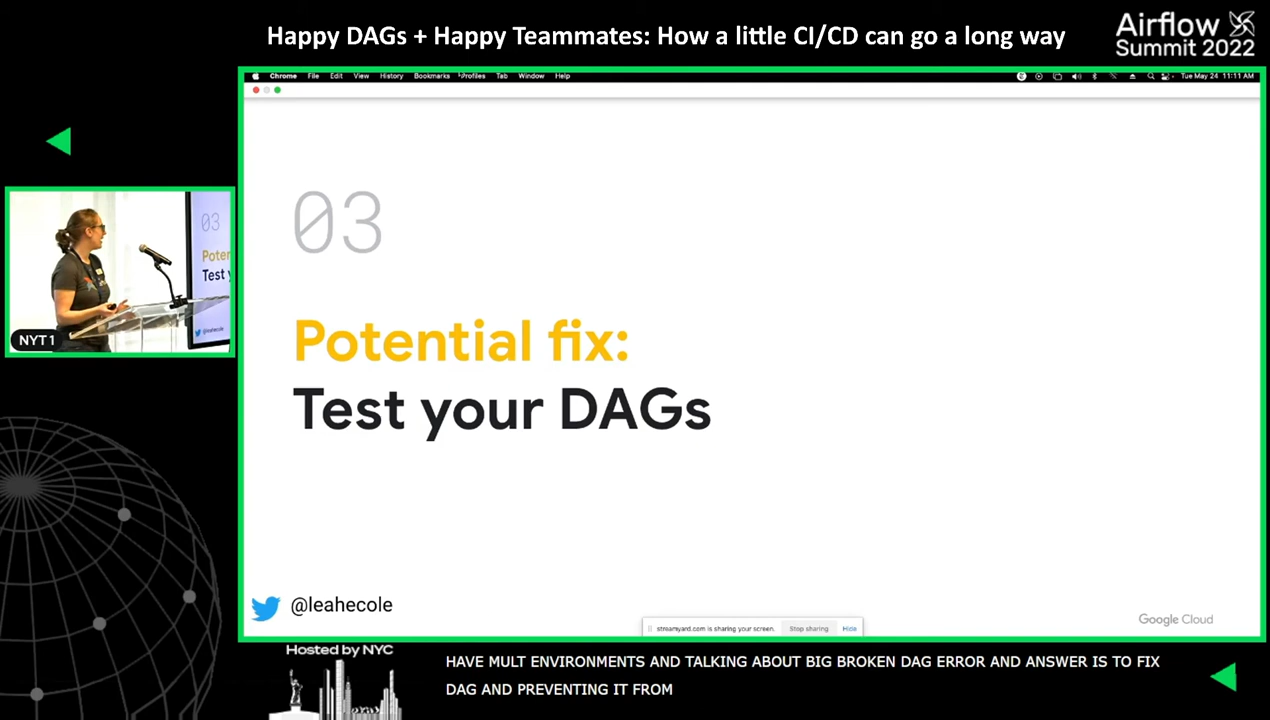 Happy DAGs + Happy Teammates: How a little CI/CD can go a long way
Airflow
Summit 2022
Chrome File Edit View History Bookmarks Profiles Tab Window Help
Tue May 24 11:11 AM
03
Potential fix:
Test your DAGs
@leahecole
Google Cloud
streamyard.com is sharing your screen. Stop sharing Hide
03
Poten
Test y
@leahecole
NYT1
Hosted by NYC
HAVE MULT ENVIRONMENTS AND TALKING ABOUT BIG BROKEN DAG ERROR AND ANSWER IS TO FIX
DAG AND PREVENTING IT FROM